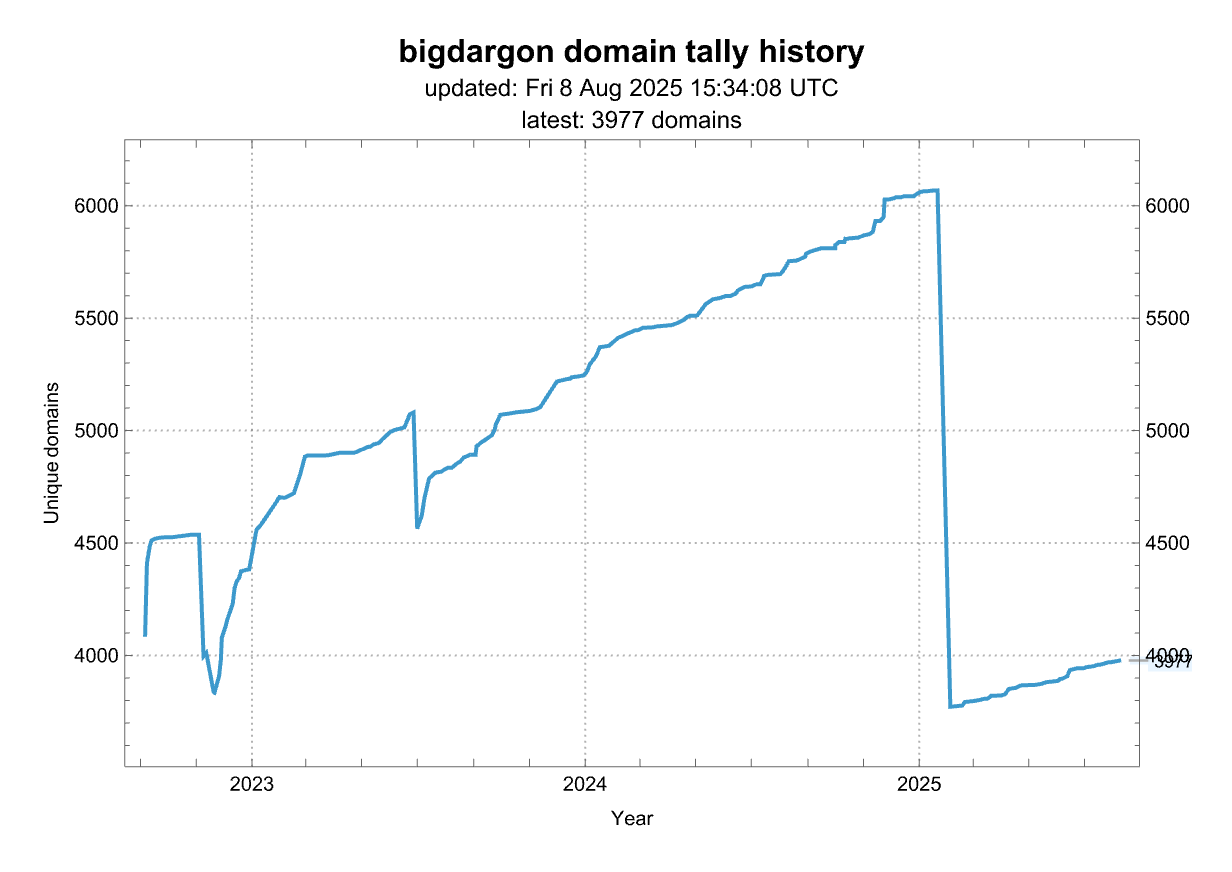 bigdargon domain tally history
updated: Fri 8 Aug 2025 15:34:08 UTC
latest: 3977 domains
6000
6000
5500
5500
5000
5000
Unique domains
4500
4500
4000
4000
3977
2023
2024
2025
Year